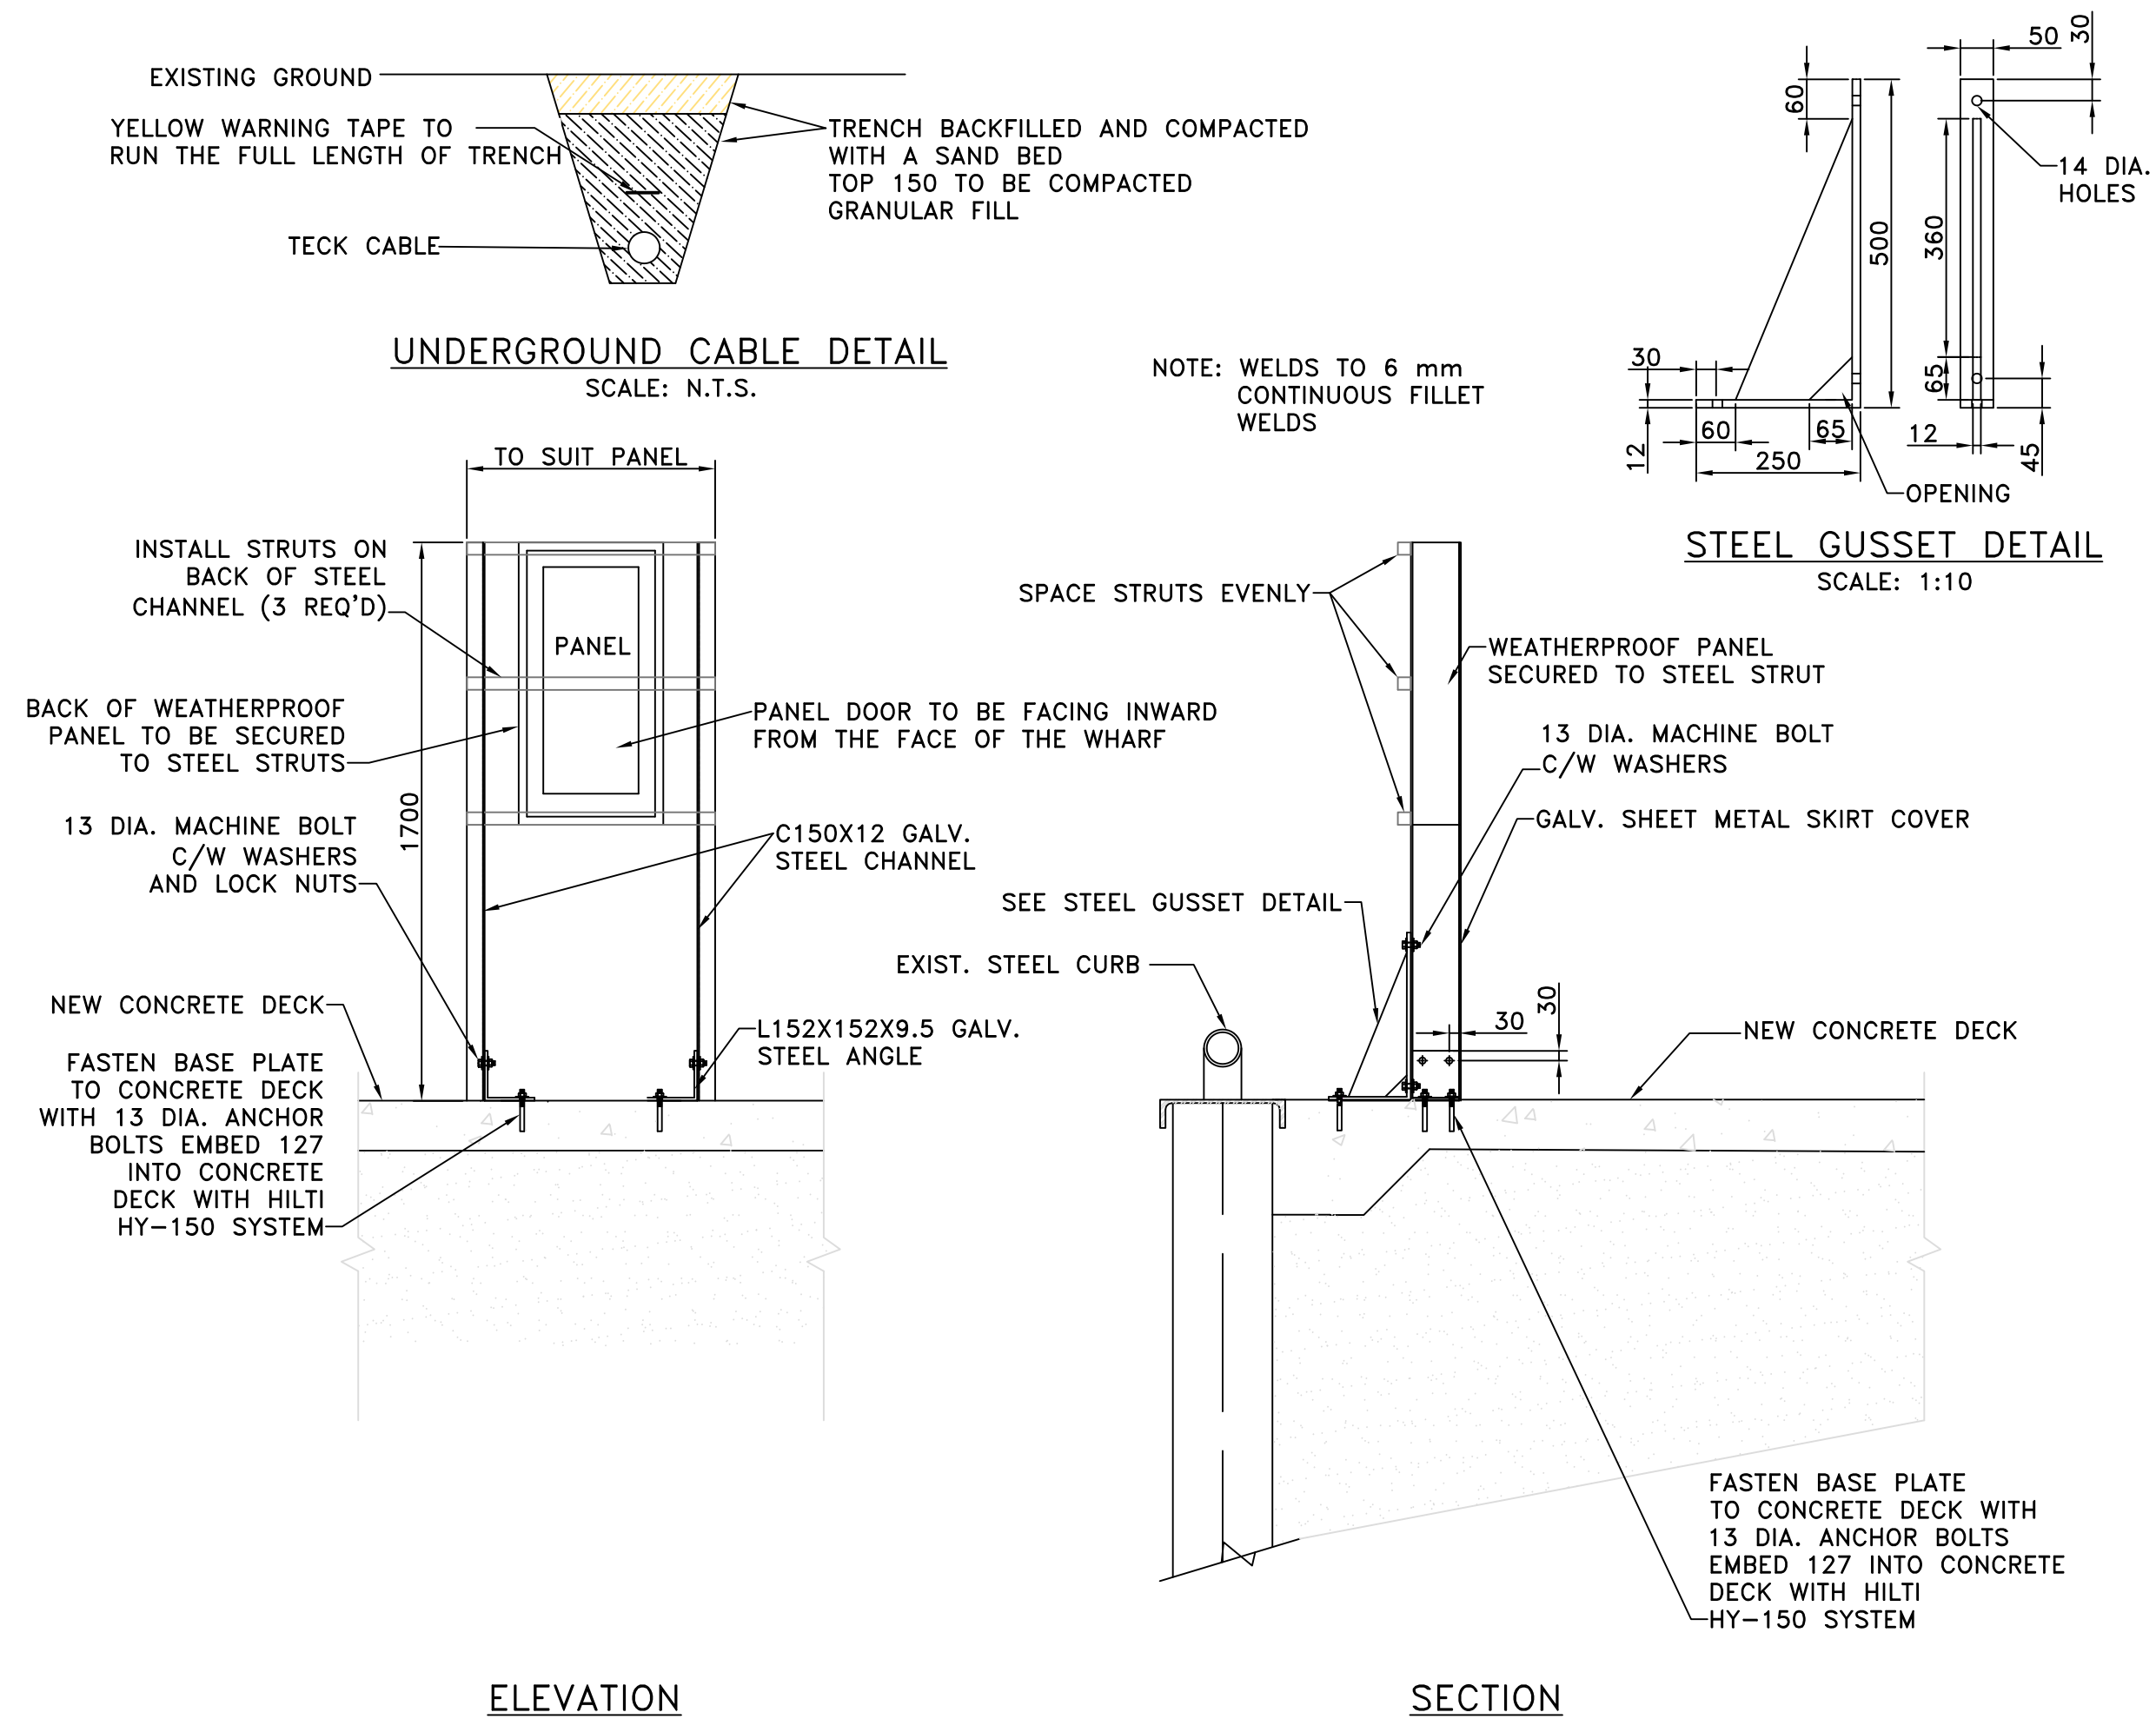 EXISTING GROUND
YELLOW WARNING TAPE TO
RUN THE FULL LENGTH OF TRENCH
TECK CABLE
TRENCH BACKFILLED AND COMPACTED
WITH A SAND BED
TOP 150 TO BE COMPACTED
GRANULAR FILL
UNDERGROUND CABLE DETAIL
SCALE: N.T.S.
NOTE: WELDS TO 6 mm
CONTINUOUS FILLET
WELDS
60
500
30
12
60
65
250
OPENING
50
30
14 DIA.
HOLES
360
65
12
45
STEEL GUSSET DETAIL
SCALE: 1:10
TO SUIT PANEL
INSTALL STRUTS ON
BACK OF STEEL
CHANNEL (3 REQ'D)
PANEL
BACK OF WEATHERPROOF
PANEL TO BE SECURED
TO STEEL STRUTS
PANEL DOOR TO BE FACING INWARD
FROM THE FACE OF THE WHARF
1700
13 DIA. MACHINE BOLT
C/W WASHERS
AND LOCK NUTS
C150X12 GALV.
STEEL CHANNEL
NEW CONCRETE DECK
L152X152X9.5 GALV.
STEEL ANGLE
FASTEN BASE PLATE
TO CONCRETE DECK
WITH 13 DIA. ANCHOR
BOLTS EMBED 127
INTO CONCRETE
DECK WITH HILTI
HY-150 SYSTEM
ELEVATION
SPACE STRUTS EVENLY
WEATHERPROOF PANEL
SECURED TO STEEL STRUT
13 DIA. MACHINE BOLT
C/W WASHERS
GALV. SHEET METAL SKIRT COVER
SEE STEEL GUSSET DETAIL
EXIST. STEEL CURB
30
30
NEW CONCRETE DECK
FASTEN BASE PLATE
TO CONCRETE DECK WITH
13 DIA. ANCHOR BOLTS
EMBED 127 INTO CONCRETE
DECK WITH HILTI
HY-150 SYSTEM
SECTION